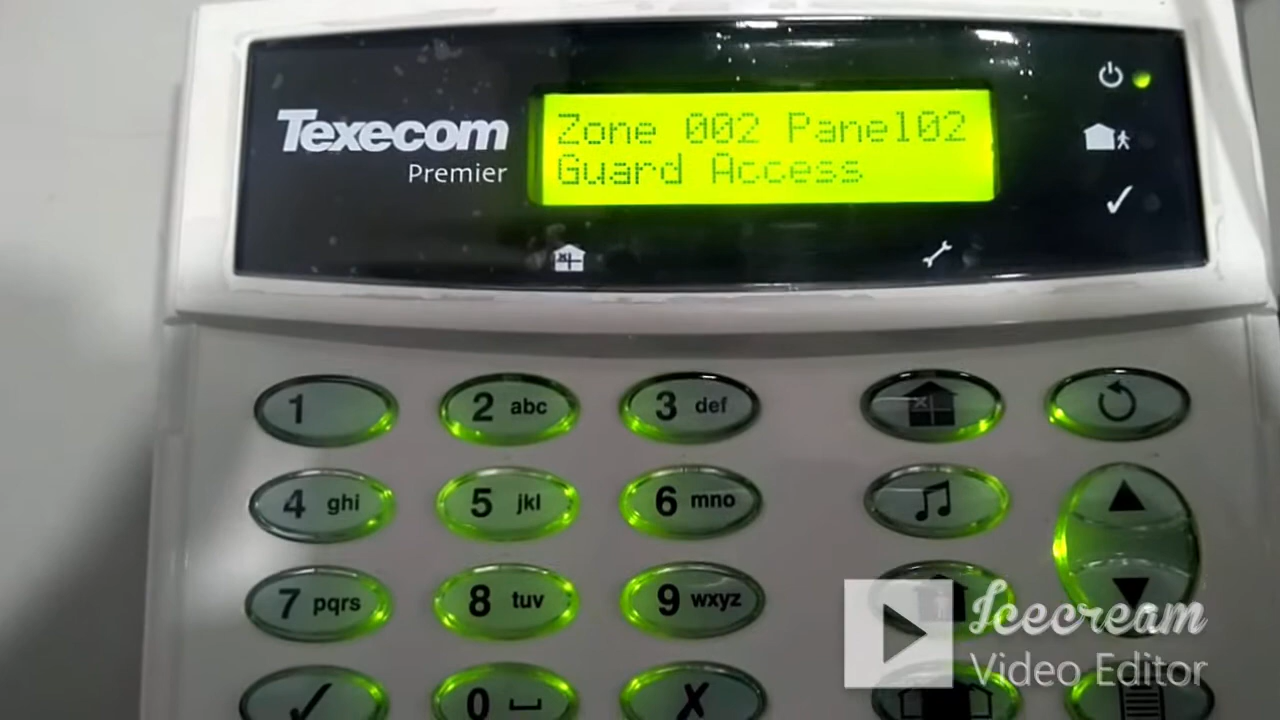 Texecom
Premier
Zone 002 Panel02
Guard Access
1
2 abc
3 def
4 ghi
5 jkl
6 mno
7 pqrs
8 tuv
9 wxyz
0
Icecream
Video Editor